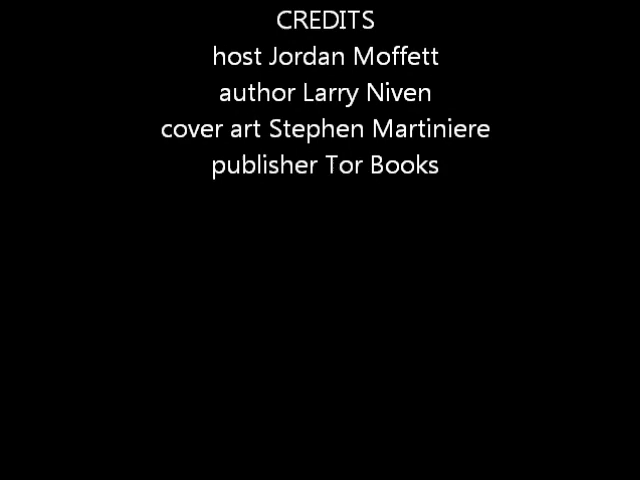 CREDITS
host Jordan Moffett
author Larry Niven
cover art Stephen Martiniere
publisher Tor Books